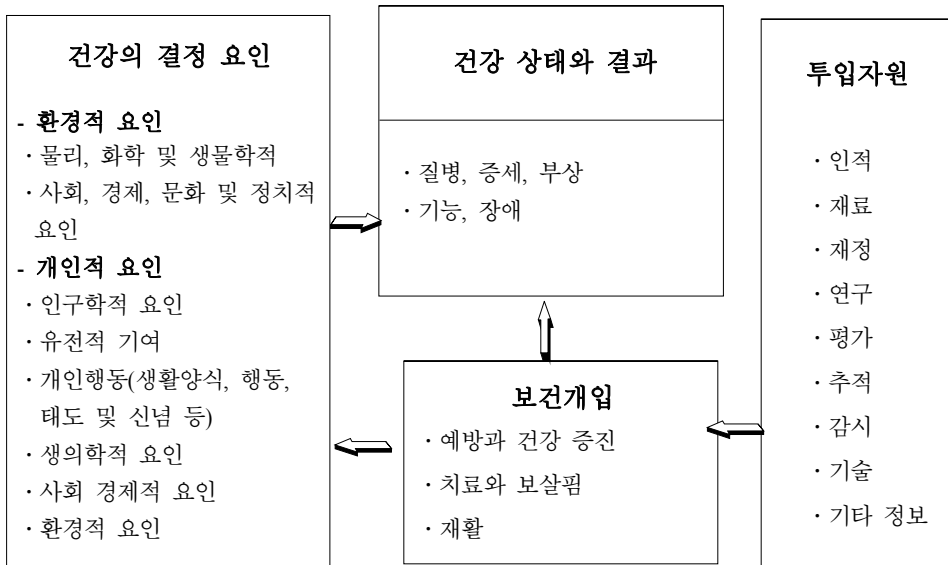 건강의 결정 요인
- 환경적 요인
· 물리, 화학 및 생물학적
· 사회, 경제, 문화 및 정치적
요인
- 개인적 요인
· 인구학적 요인
· 유전적 기여
· 개인행동(생활양식, 행동,
태도 및 신념 등)
· 생의학적 요인
· 사회 경제적 요인
· 환경적 요인
건강 상태와 결과
· 질병, 증세, 부상
· 기능, 장애
보건개입
· 예방과 건강 증진
· 치료와 보살핌
· 재활
투입자원
· 인적
· 재료
· 재정
· 연구
· 평가
· 추적
· 감시
· 기술
· 기타 정보